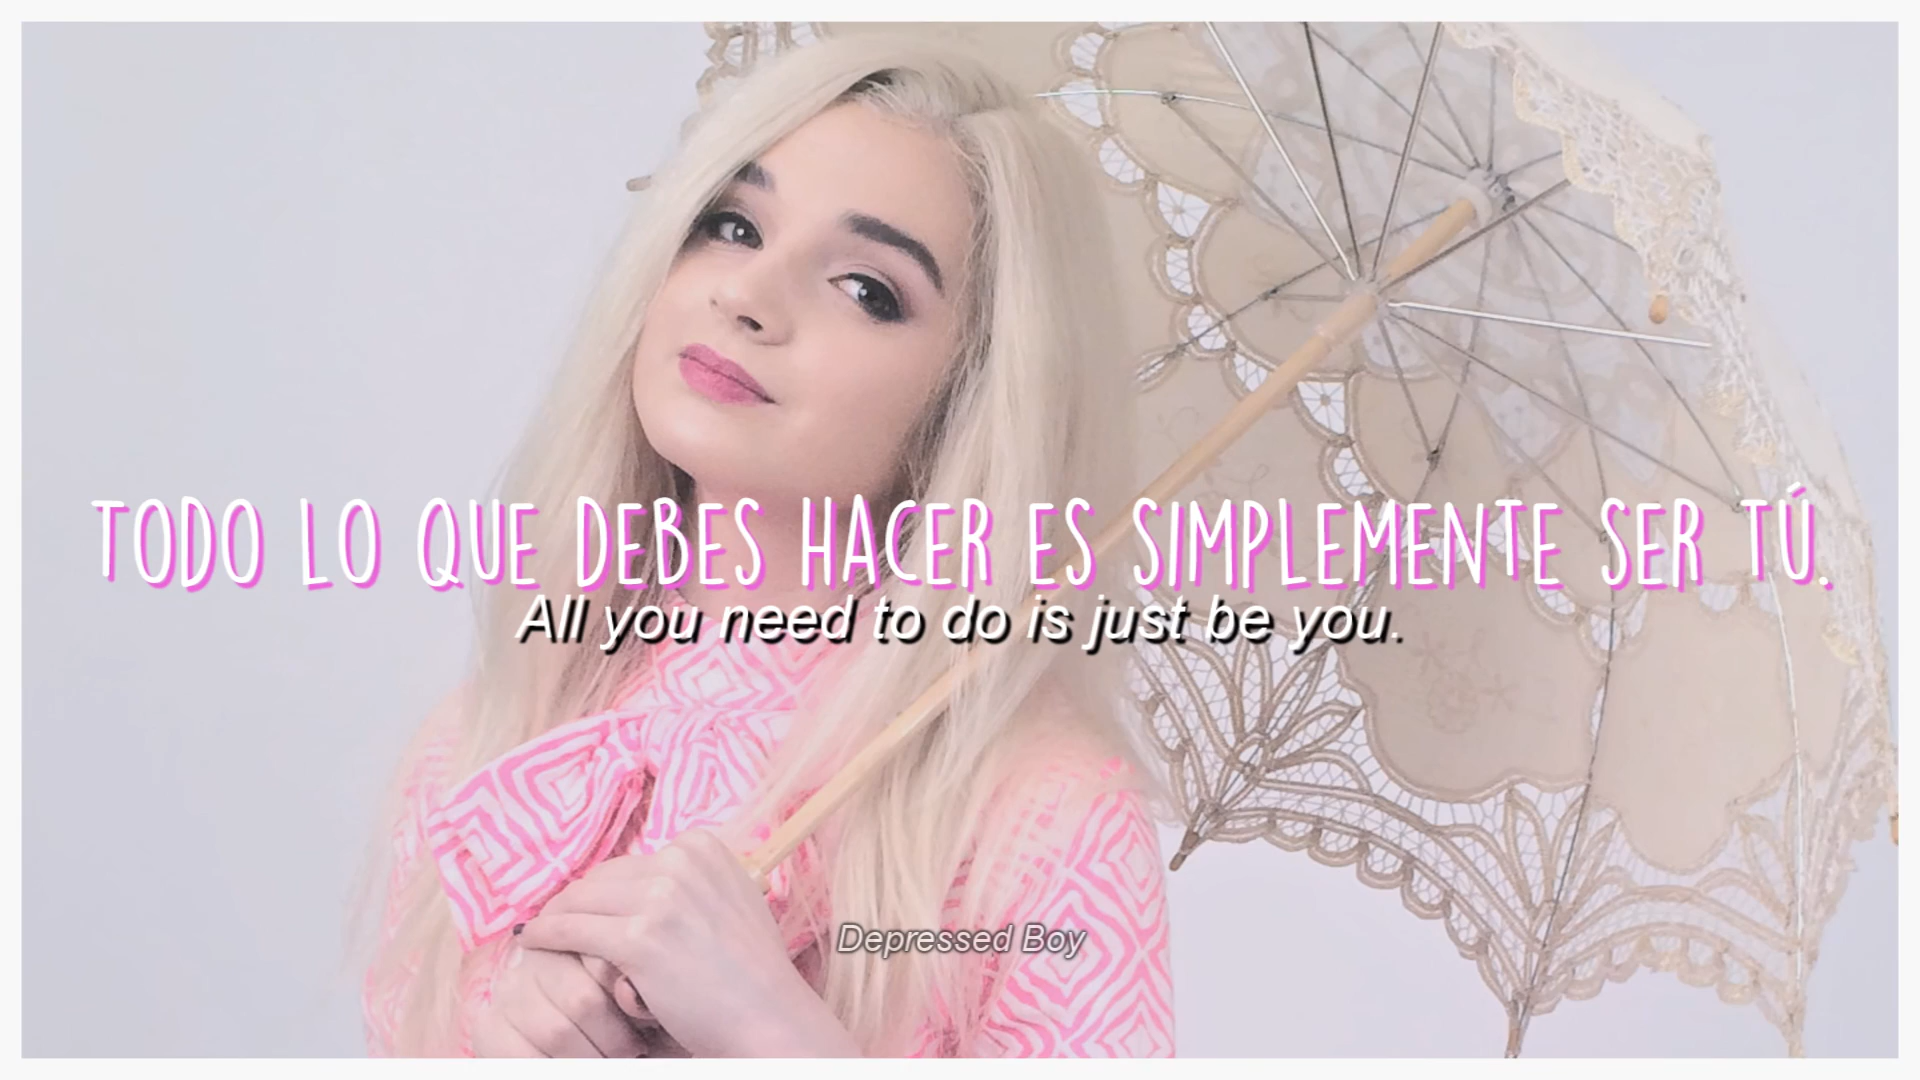 TODO LO QUE DEBES HACER ES SIMPLEMENTE SER TÚ.
All you need to do is just be you.
Depressed Boy